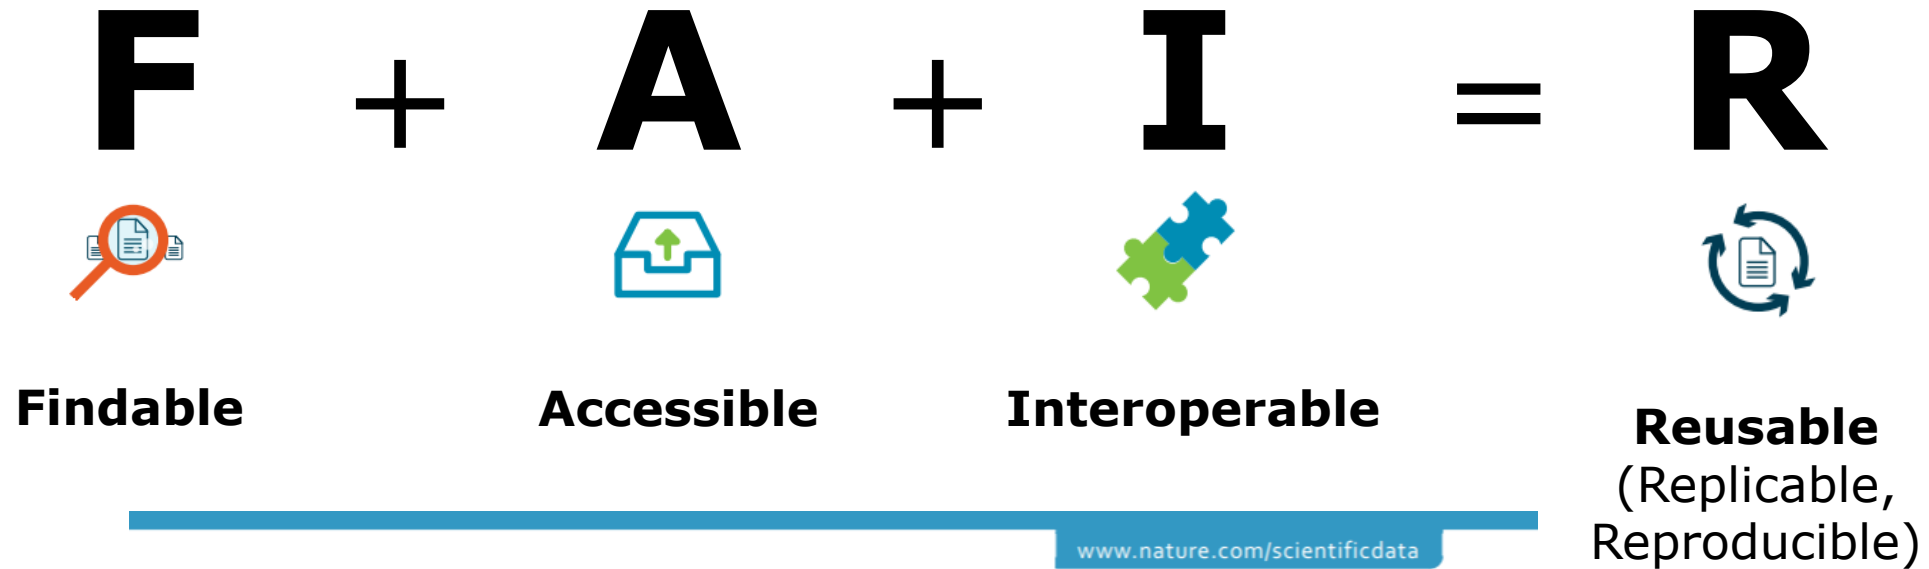 F + A + I = R
Findable
Accessible
Interoperable
Reusable
(Replicable,
Reproducible)
www.nature.com/scientificdata